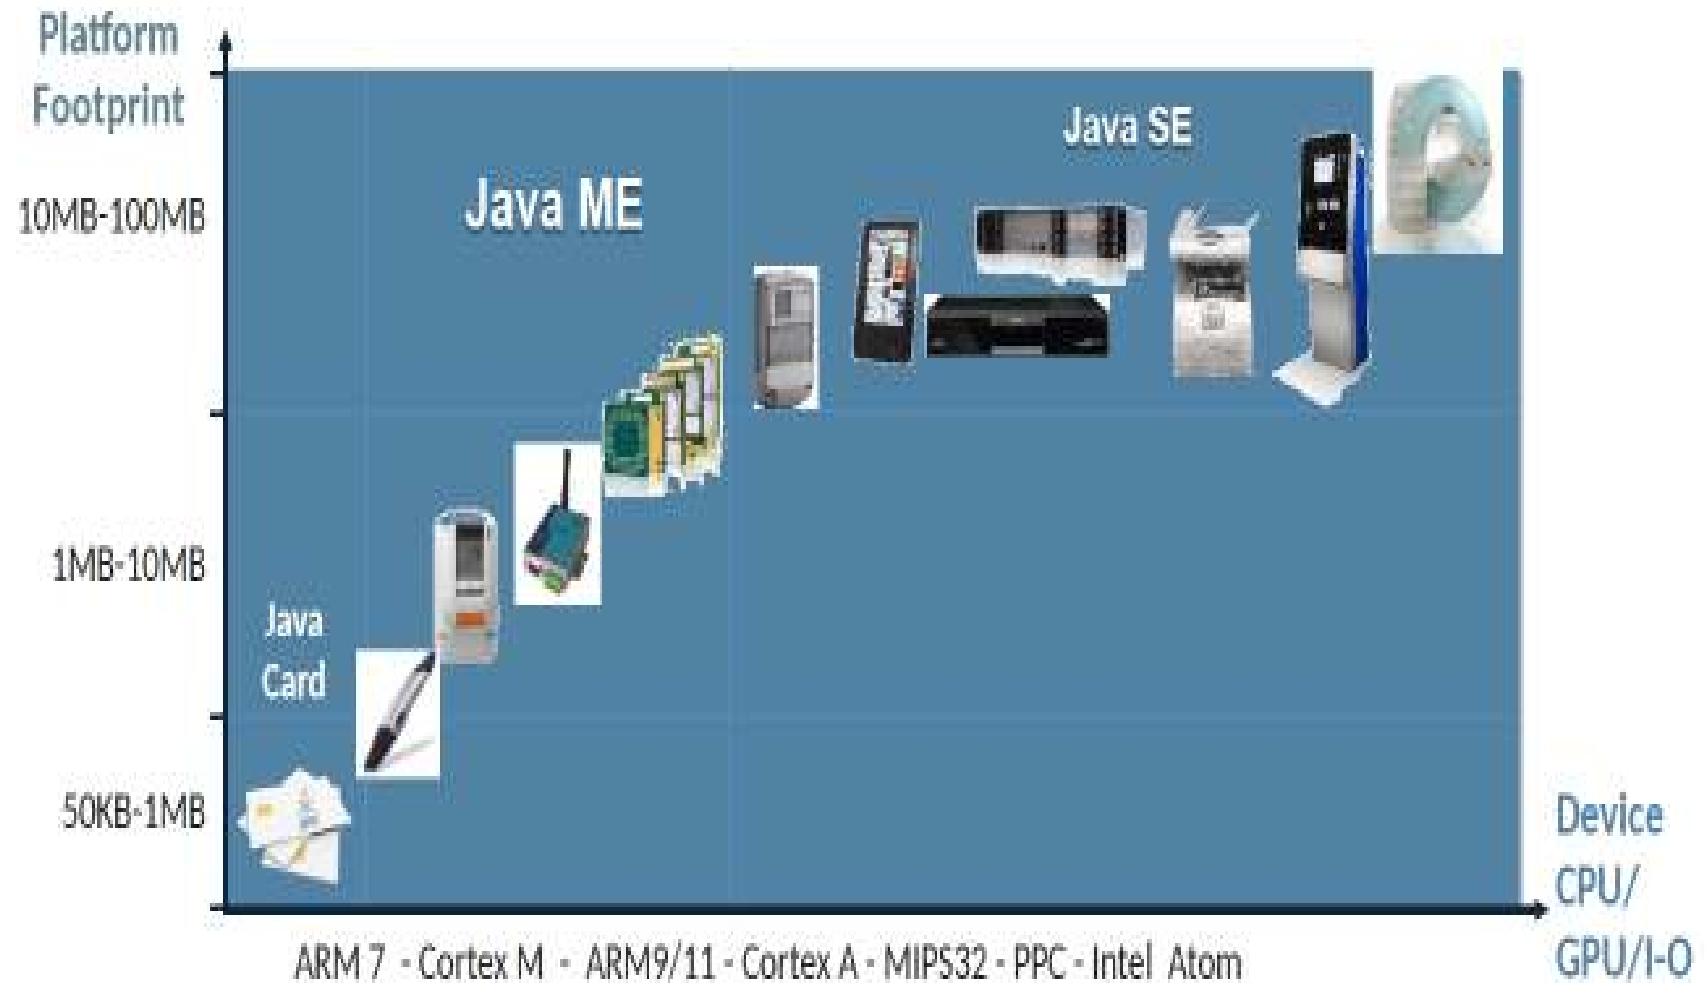 Platform
Footprint
Java SE
Java ME
10MB-100MB
1MB-10MB
Java
Card
50KB-1MB
Device
CPU/
GPU/I-O
ARM 7 - Cortex M - ARM9/11 - Cortex A - MIPS32 - PPC - Intel Atom